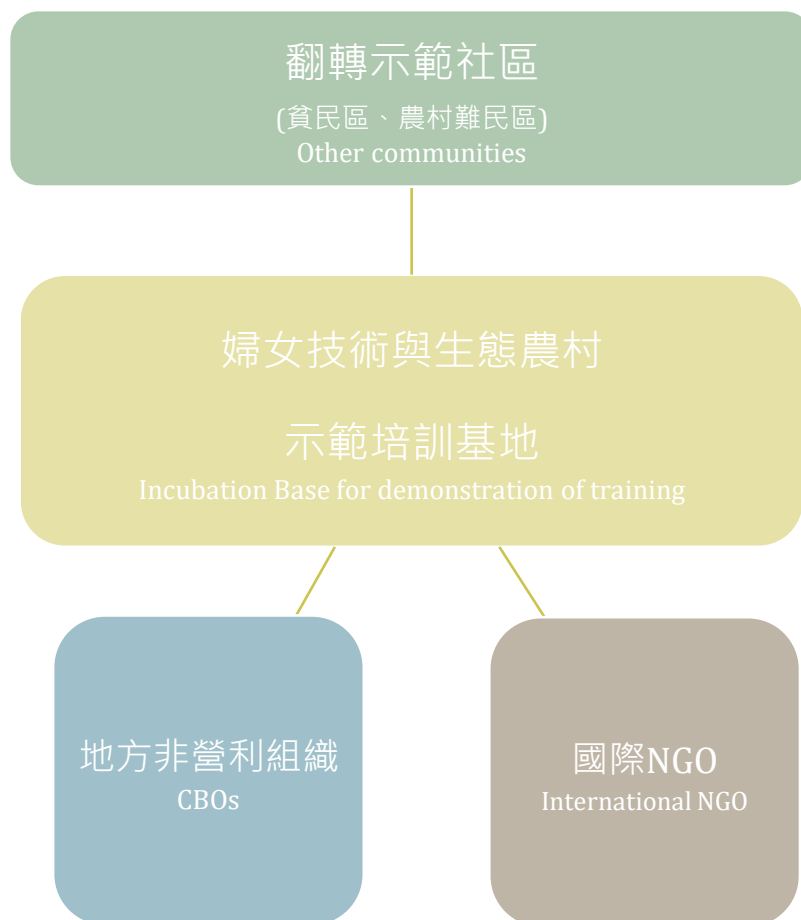 翻轉示範社區
(貧民區、農村難民區)
Other communities
婦女技術與生態農村
示範培訓基地
Incubation Base for demonstration of training
地方非營利組織
CBOs
國際NGO
International NGO